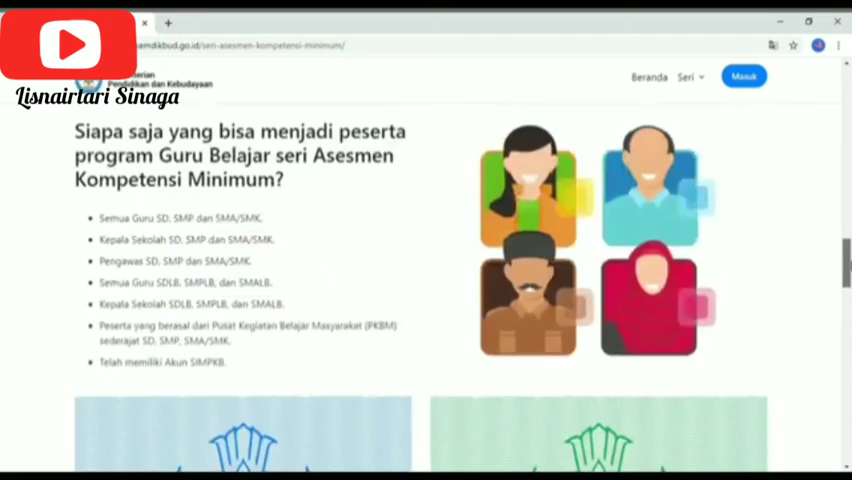 amdikbud.go.id/seri-asesmen-kompetensi-minimum/
Pendidikan dan Kebudayaan
Beranda
Seri
Masuk
Lisnairtari Sinaga
Siapa saja yang bisa menjadi peserta
program Guru Belajar seri Asesmen
Kompetensi Minimum?
Semua Guru SD, SMP dan SMA/SMK.
Kepala Sekolah SD, SMP dan SMA/SMK.
Pengawas SD, SMP dan SMA/SMK.
Semua Guru SDLB, SMPLB, dan SMALB.
Kepala Sekolah SDLB, SMPLB, dan SMALB.
Peserta yang berasal dari Pusat Kegiatan Belajar Masyarakat (PKBM)
sederajat SD, SMP, SMA/SMK.
Telah memiliki Akun SIMPKB.